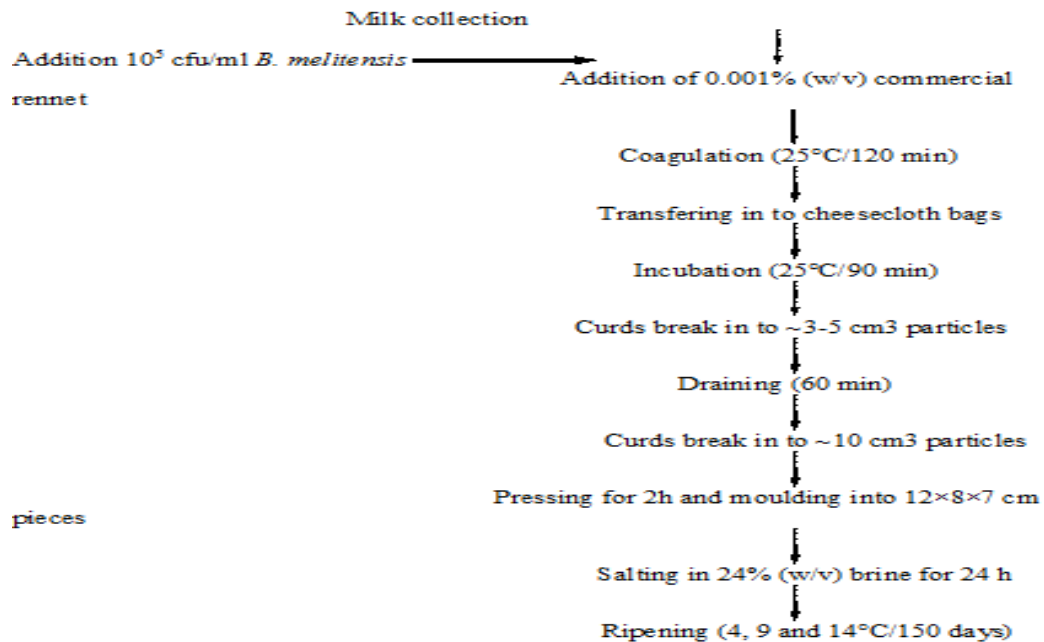 Milk collection
Addition 10⁵ cfu/ml B. melitensis
Addition of 0.001% (w/v) commercial
rennet
Coagulation (25°C/120 min)
Transfering in to cheesecloth bags
Incubation (25°C/90 min)
Curds break in to ~3-5 cm3 particles
Draining (60 min)
Curds break in to ~10 cm3 particles
Pressing for 2h and moulding into 12×8×7 cm
pieces
Salting in 24% (w/v) brine for 24 h
Ripening (4, 9 and 14°C/150 days)